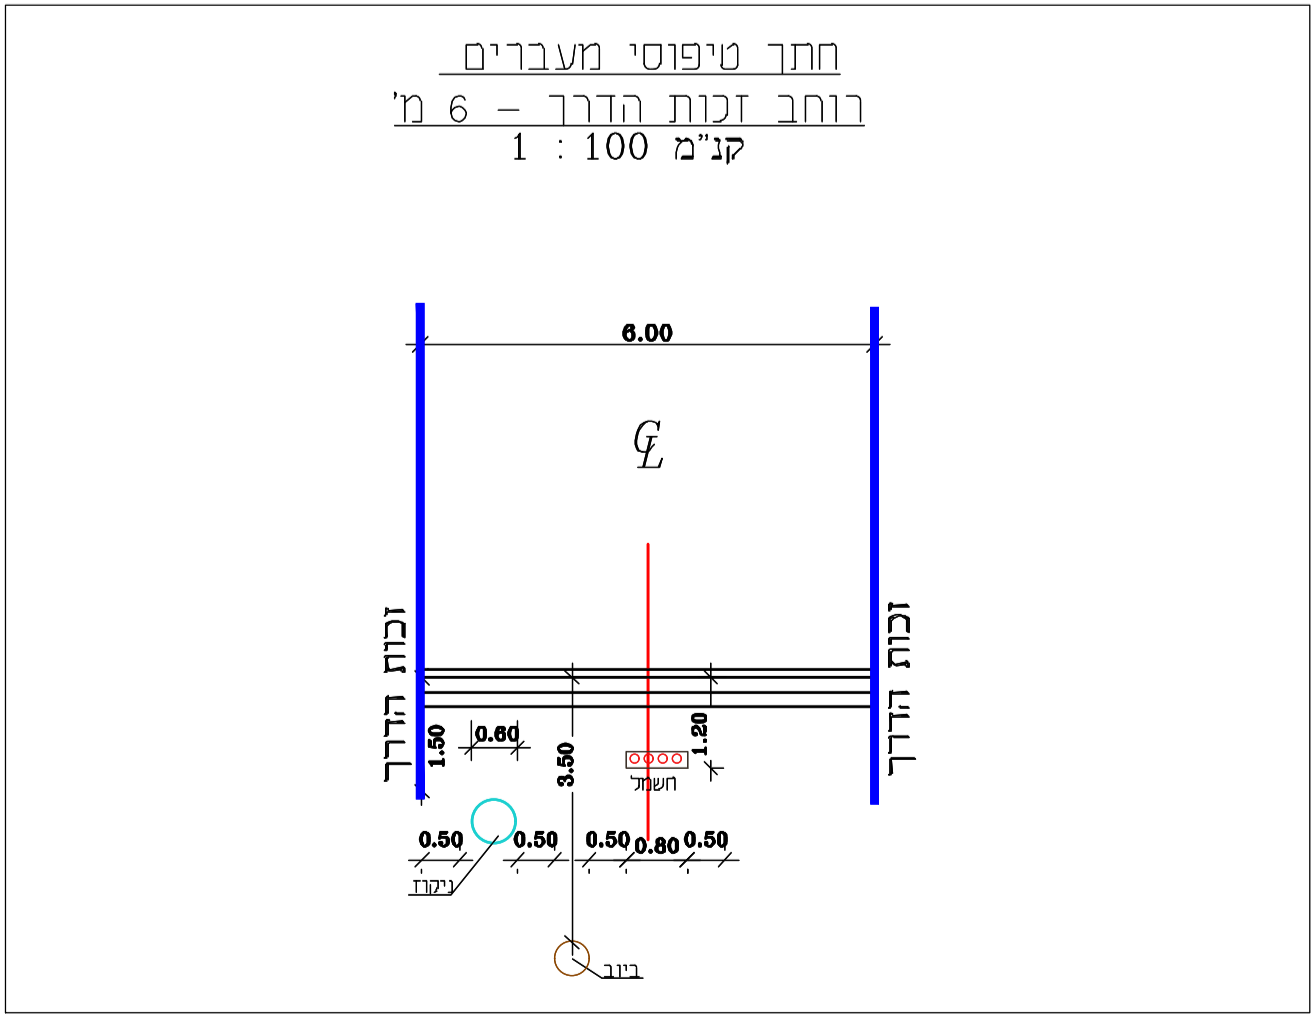 חתך טיפוסי מעברים
רוחב זכות הדרך - 6 מ'
קנ"מ 100 : 1
6.00
CL
זכות הדרך
זכות הדרך
1.50
0.60
3.50
1.20
חשמל
0.50
0.50
0.50
0.80
0.50
ניקוז
ביוב